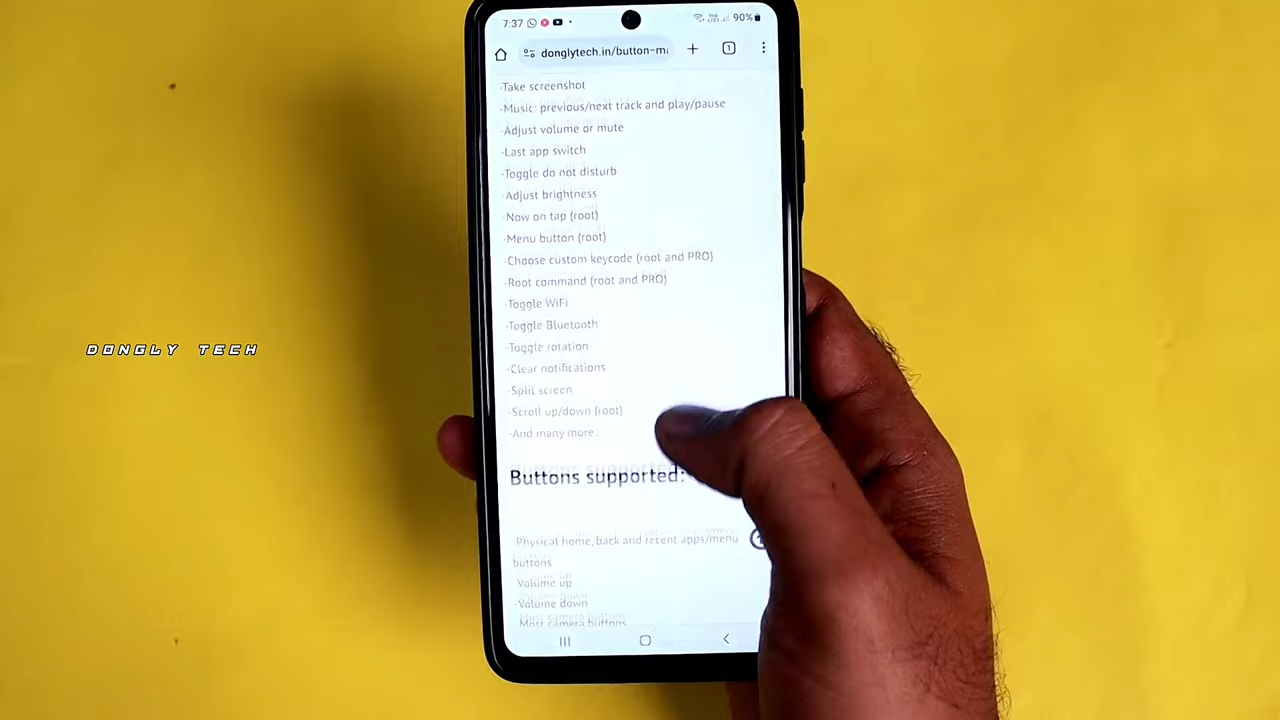 7:37 90%
donglytech.in/button-ma
1
-Take screenshot
-Music: previous/next track and play/pause
-Adjust volume or mute
-Last app switch
-Toggle do not disturb
-Adjust brightness
-Now on tap (root)
-Menu button (root)
-Choose custom keycode (root and PRO)
-Root command (root and PRO)
-Toggle WiFi
-Toggle Bluetooth
-Toggle rotation
-Clear notifications
-Split screen
-Scroll up/down (root)
-And many more..
Buttons supported:
Physical home, back and recent apps/menu
buttons
Volume up
-Volume down
Most camera buttons
DONGLY TECH